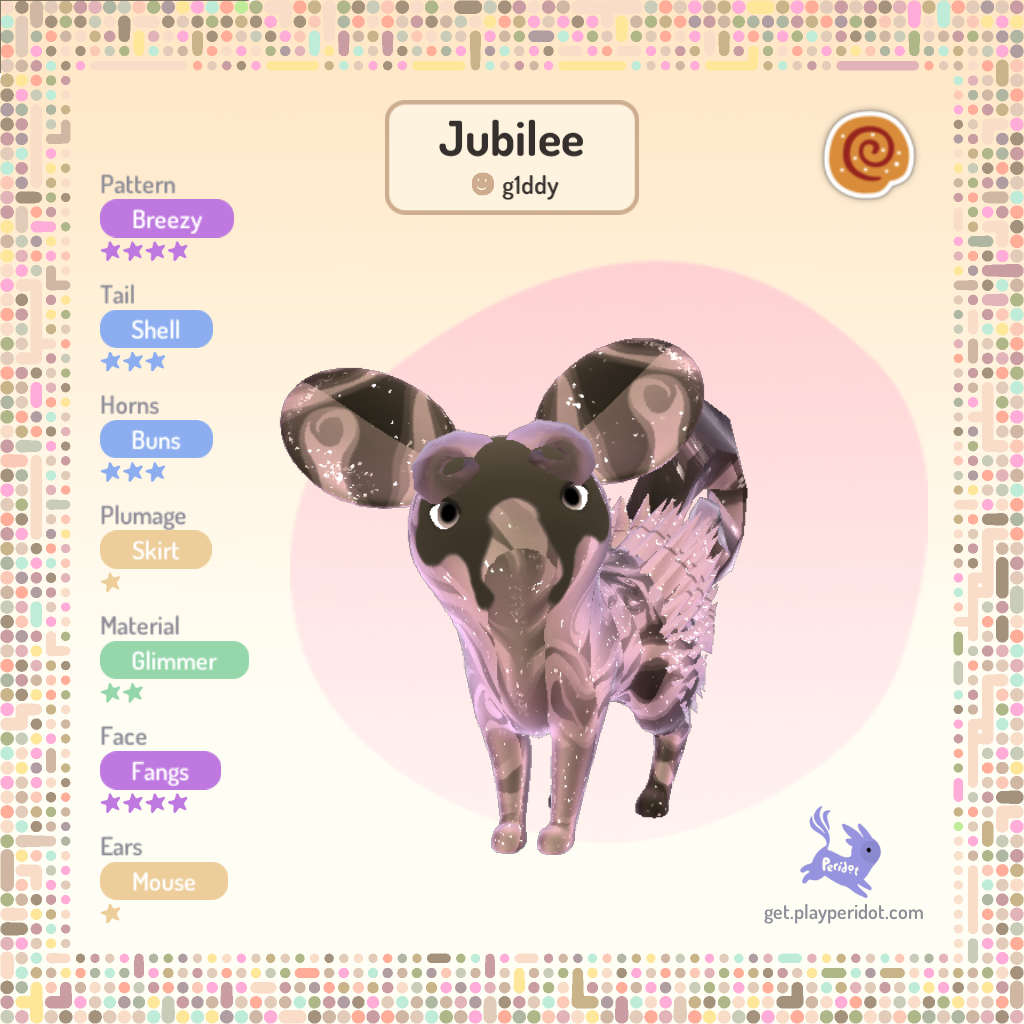 Jubilee
g1ddy
Pattern
Breezy
Tail
Shell
Horns
Buns
Plumage
Skirt
Material
Glimmer
Face
Fangs
Ears
Mouse
Peridot
get.playperidot.com